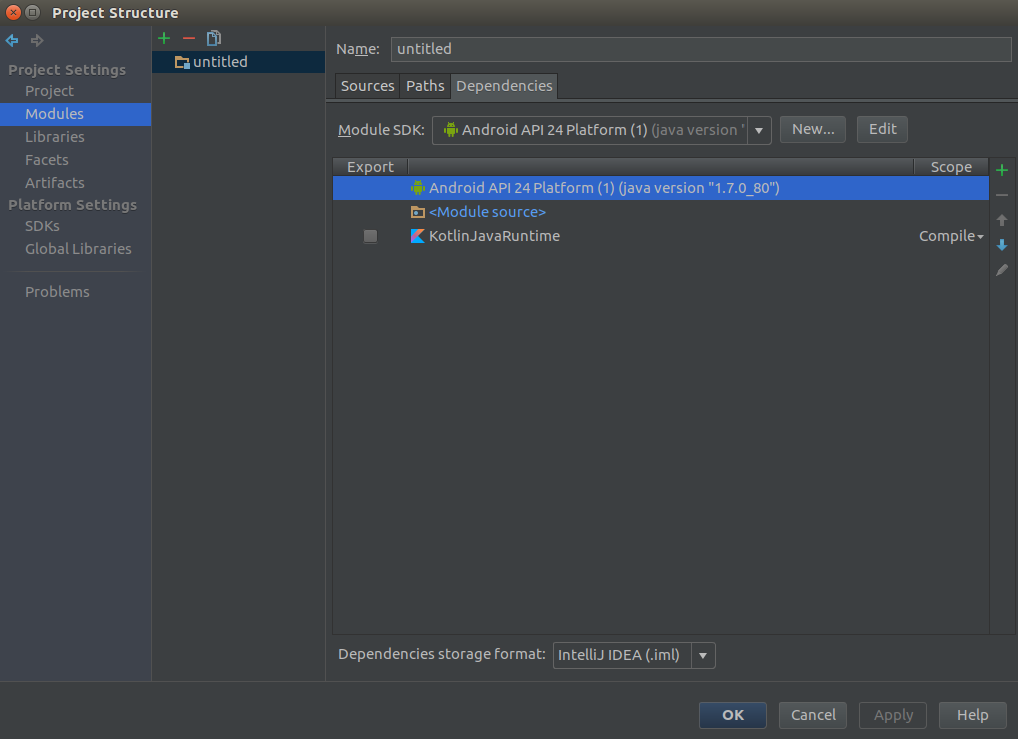 Project Structure
Project Settings
Project
Modules
Libraries
Facets
Artifacts
Platform Settings
SDKs
Global Libraries
Problems
untitled
Name: untitled
Sources Paths Dependencies
Module SDK: Android API 24 Platform (1) (java version " New... Edit
Export Scope
Android API 24 Platform (1) (java version "1.7.0_80")
<Module source>
KotlinJavaRuntime Compile
Dependencies storage format: IntelliJ IDEA (.iml)
OK Cancel Apply Help